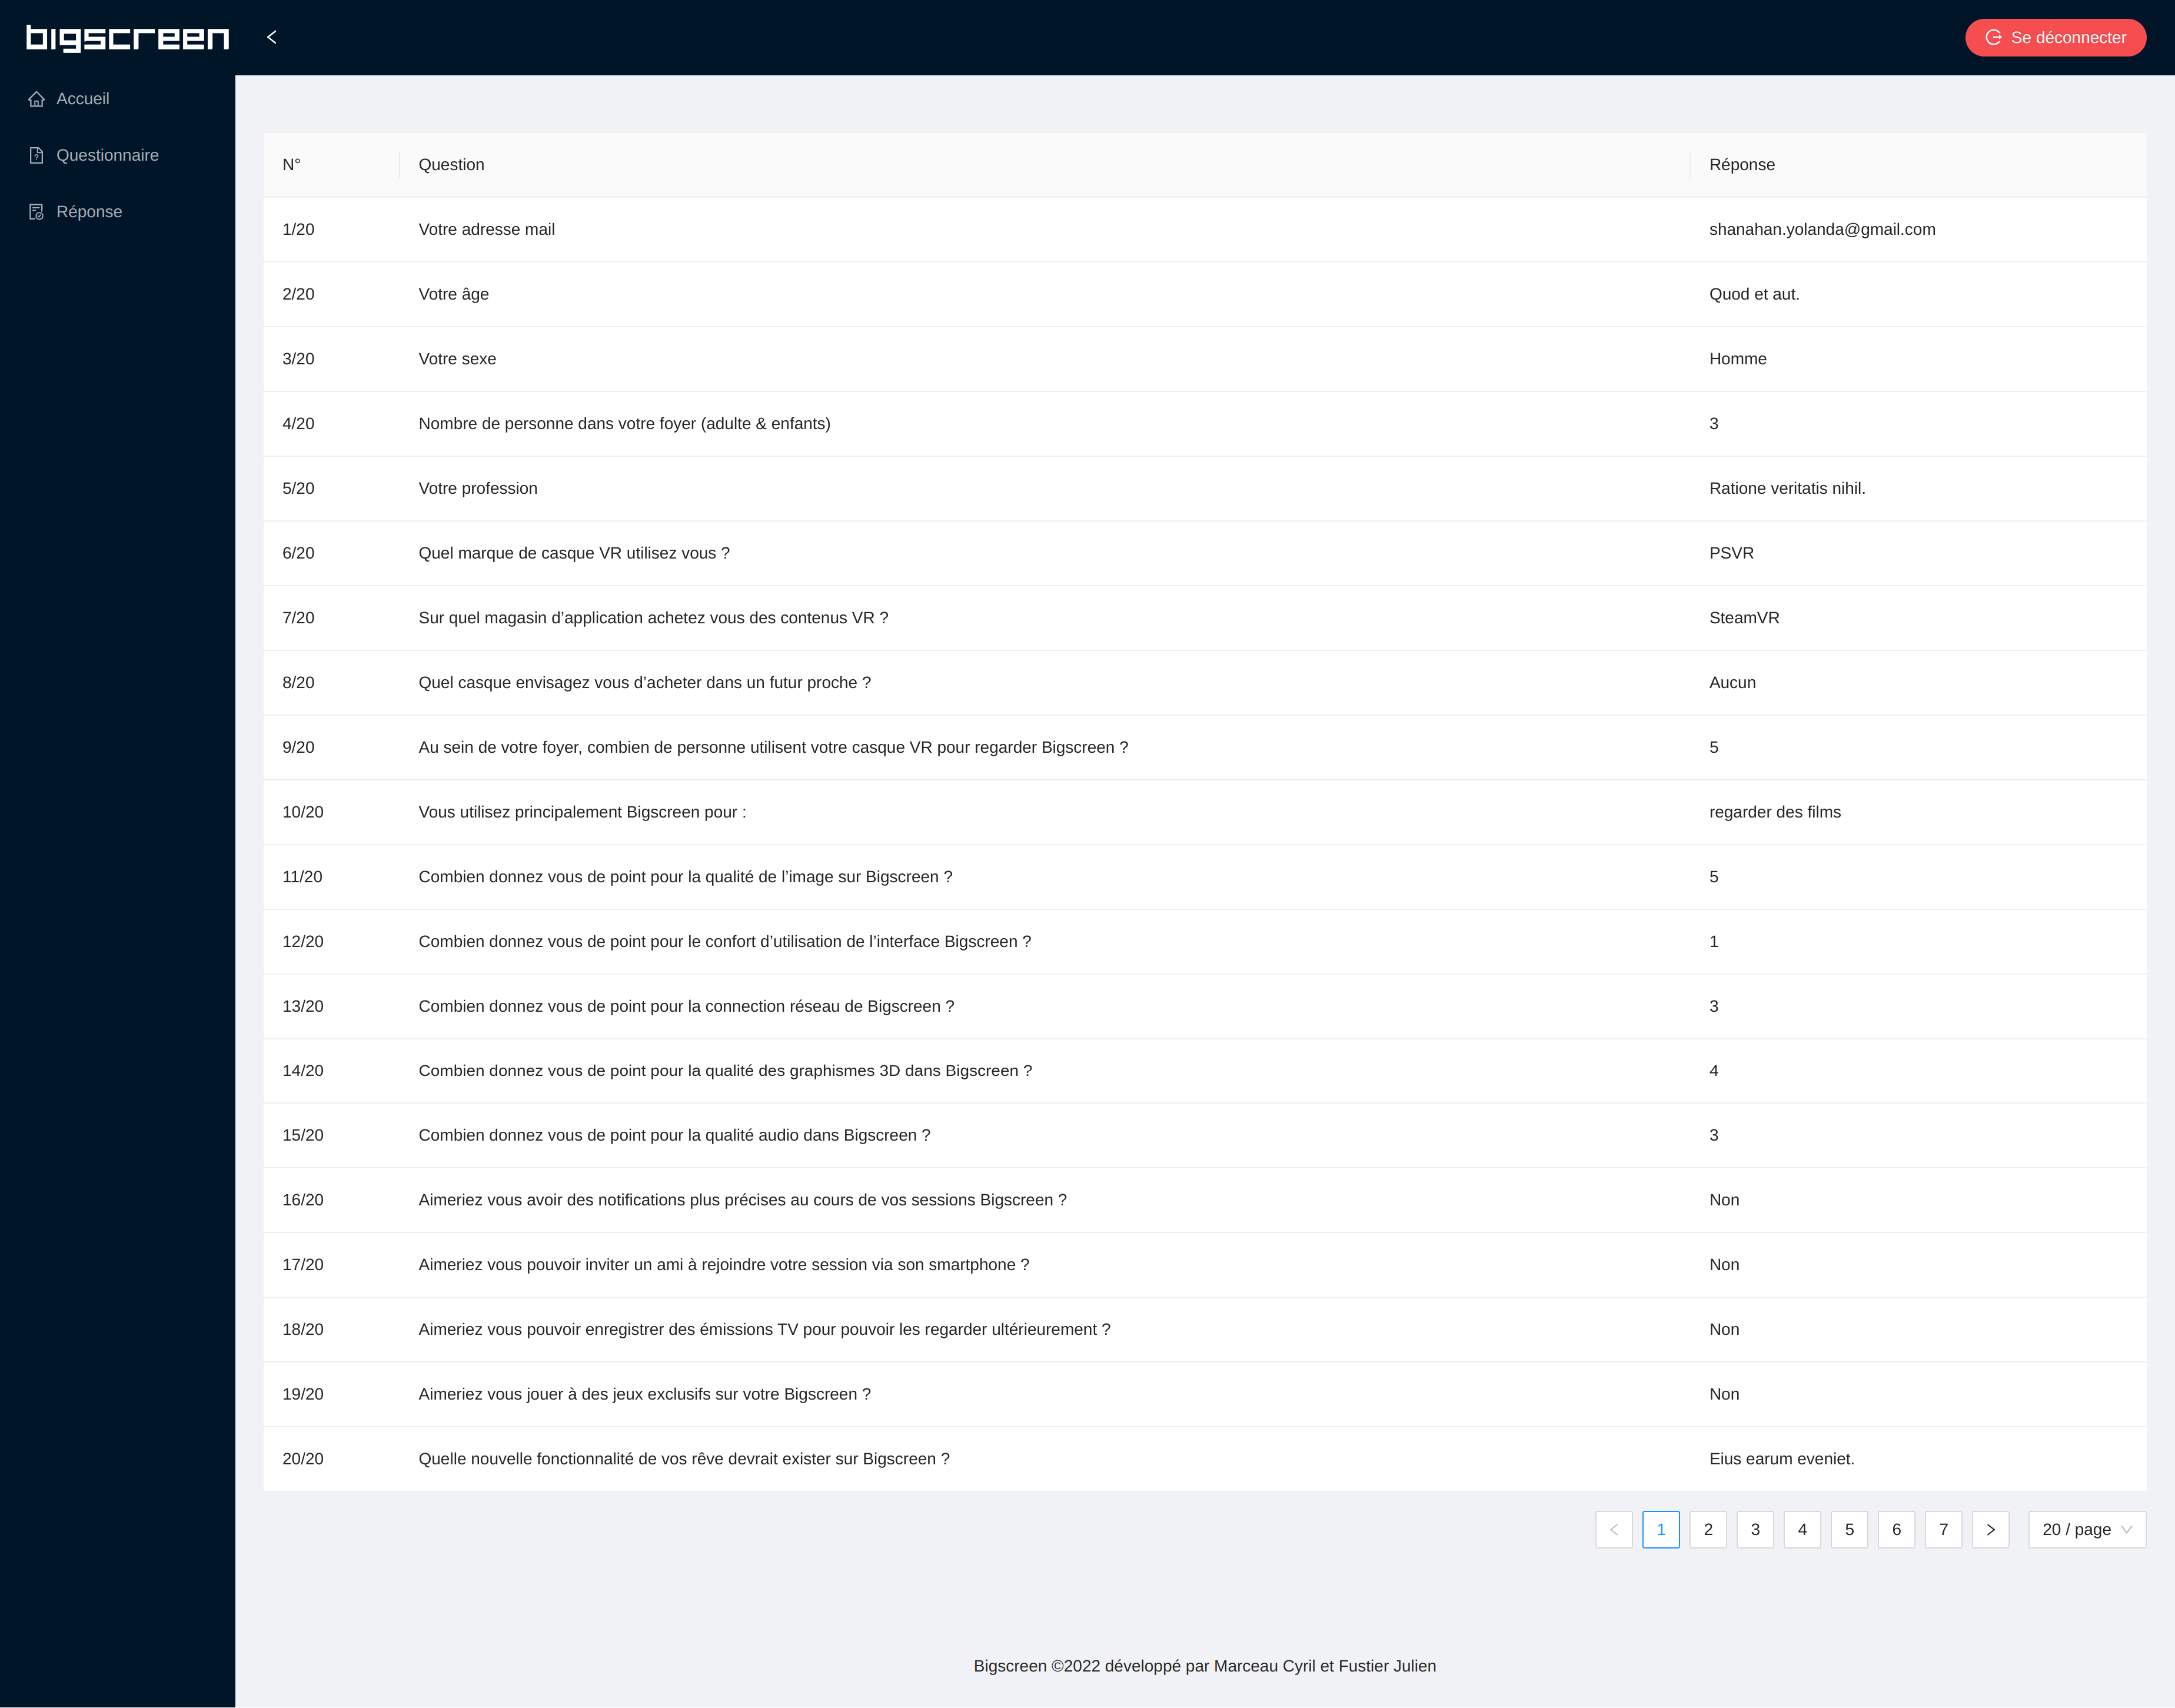 bigscreen
Se déconnecter
Accueil
Questionnaire
Réponse
N° Question Réponse
1/20 Votre adresse mail shanahan.yolanda@gmail.com
2/20 Votre âge Quod et aut.
3/20 Votre sexe Homme
4/20 Nombre de personne dans votre foyer (adulte & enfants) 3
5/20 Votre profession Ratione veritatis nihil.
6/20 Quel marque de casque VR utilisez vous ? PSVR
7/20 Sur quel magasin d’application achetez vous des contenus VR ? SteamVR
8/20 Quel casque envisagez vous d’acheter dans un futur proche ? Aucun
9/20 Au sein de votre foyer, combien de personne utilisent votre casque VR pour regarder Bigscreen ? 5
10/20 Vous utilisez principalement Bigscreen pour : regarder des films
11/20 Combien donnez vous de point pour la qualité de l’image sur Bigscreen ? 5
12/20 Combien donnez vous de point pour le confort d’utilisation de l’interface Bigscreen ? 1
13/20 Combien donnez vous de point pour la connection réseau de Bigscreen ? 3
14/20 Combien donnez vous de point pour la qualité des graphismes 3D dans Bigscreen ? 4
15/20 Combien donnez vous de point pour la qualité audio dans Bigscreen ? 3
16/20 Aimeriez vous avoir des notifications plus précises au cours de vos sessions Bigscreen ? Non
17/20 Aimeriez vous pouvoir inviter un ami à rejoindre votre session via son smartphone ? Non
18/20 Aimeriez vous pouvoir enregistrer des émissions TV pour pouvoir les regarder ultérieurement ? Non
19/20 Aimeriez vous jouer à des jeux exclusifs sur votre Bigscreen ? Non
20/20 Quelle nouvelle fonctionnalité de vos rêve devrait exister sur Bigscreen ? Eius earum eveniet.
1 2 3 4 5 6 7 20 / page
Bigscreen ©2022 développé par Marceau Cyril et Fustier Julien